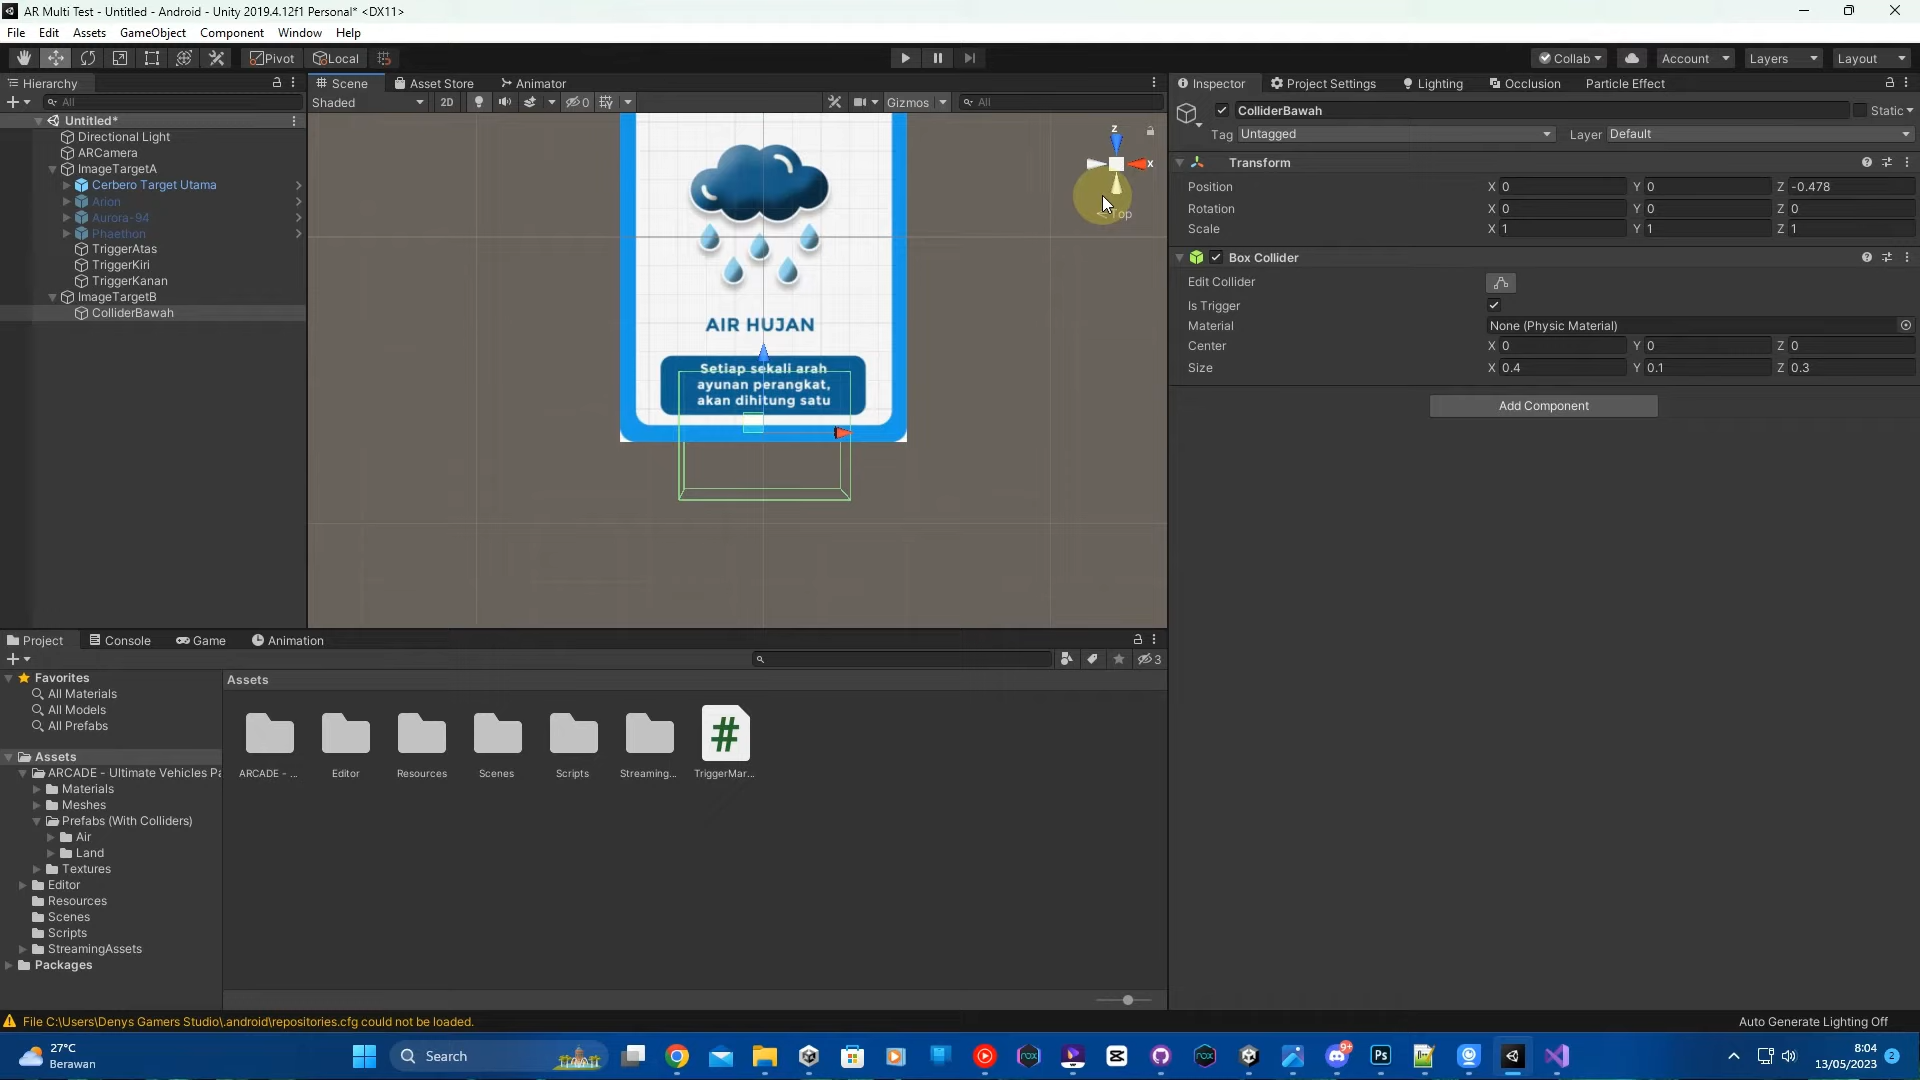 AR Multi Test - Untitled - Android - Unity 2019.4.12f1 Personal* <DX11>
File Edit Assets GameObject Component Window Help
Pivot Local Collab Account Layers Layout
Hierarchy
All
Untitled*
Directional Light
ARCamera
ImageTargetA
Cerbero Target Utama
Arion
Aurora-94
Phaethon
TriggerAtas
TriggerKiri
TriggerKanan
ImageTargetB
ColliderBawah
Scene Asset Store Animator
Shaded 2D 0 Gizmos All
z
x
Top
AIR HUJAN
Setiap sekali arah
ayunan perangkat,
akan dihitung satu
Inspector Project Settings Lighting Occlusion Particle Effect
ColliderBawah Static
Tag Untagged Layer Default
Transform
Position X 0 Y 0 Z -0.478
Rotation X 0 Y 0 Z 0
Scale X 1 Y 1 Z 1
Box Collider
Edit Collider
Is Trigger
Material None (Physic Material)
Center X 0 Y 0 Z 0
Size X 0.4 Y 0.1 Z 0.3
Add Component
Project Console Game Animation
3
Favorites
All Materials
All Models
All Prefabs
Assets
ARCADE - Ultimate Vehicles Pa
Materials
Meshes
Prefabs (With Colliders)
Air
Land
Textures
Editor
Resources
Scenes
Scripts
StreamingAssets
Packages
Assets
#
ARCADE - ... Editor Resources Scenes Scripts Streaming... TriggerMar...
File C:\Users\Denys Gamers Studio\.android\repositories.cfg could not be loaded.
Auto Generate Lighting Off
27°C
Berawan
Search
nox
nox
9+
Ps
8:04
13/05/2023
2